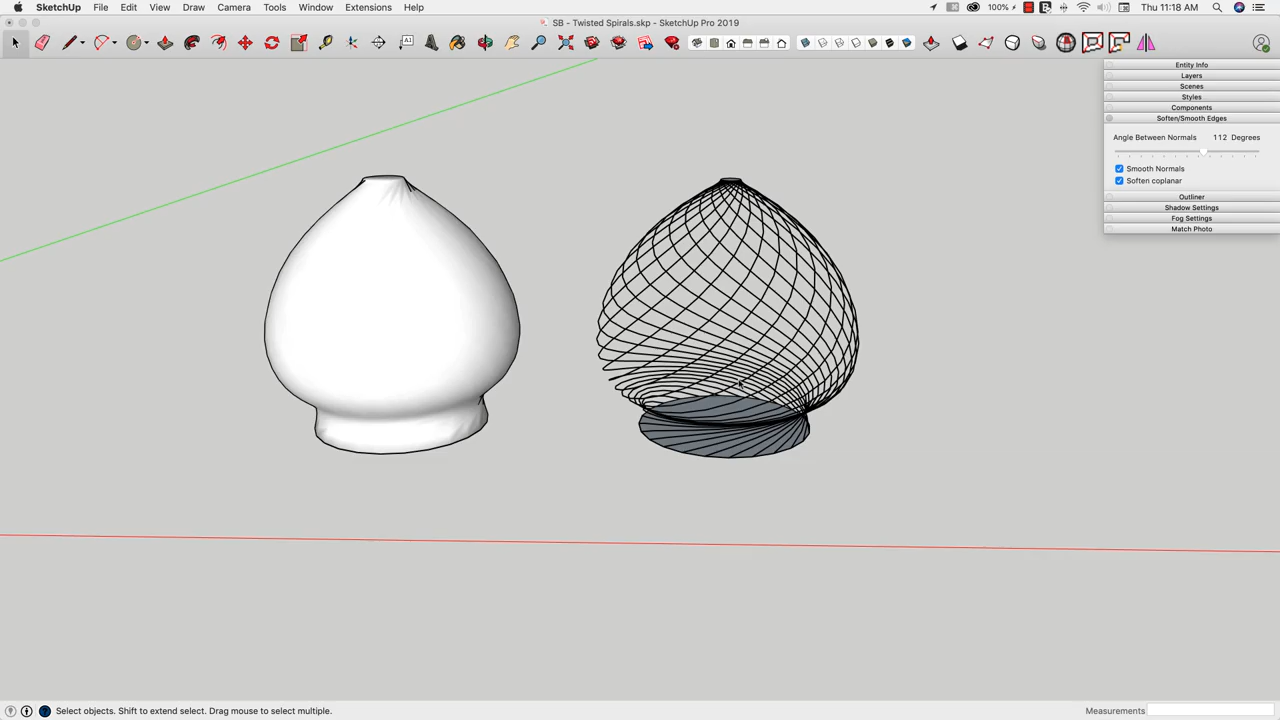 SketchUp File Edit View Draw Camera Tools Window Extensions Help 100% Thu 11:18 AM
SB - Twisted Spirals.skp - SketchUp Pro 2019
Entity Info
Layers
Scenes
Styles
Components
Soften/Smooth Edges
Angle Between Normals 112 Degrees
Smooth Normals
Soften coplanar
Outliner
Shadow Settings
Fog Settings
Match Photo
Select objects. Shift to extend select. Drag mouse to select multiple. Measurements